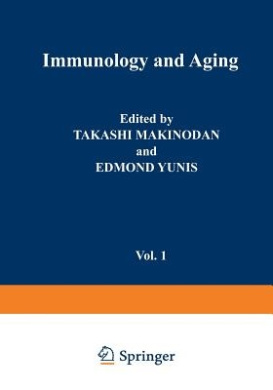 Immunology and Aging
Edited by
TAKASHI MAKINODAN
and
EDMOND YUNIS
Vol. 1
Springer